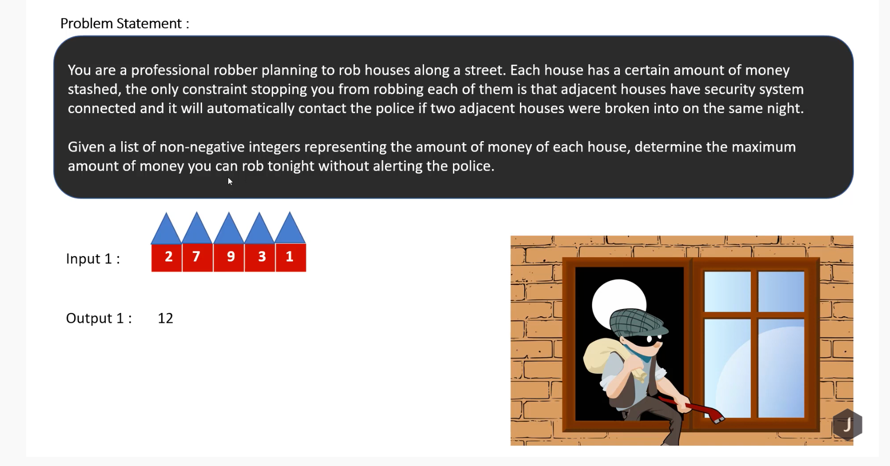 Problem Statement :
You are a professional robber planning to rob houses along a street. Each house has a certain amount of money
stashed, the only constraint stopping you from robbing each of them is that adjacent houses have security system
connected and it will automatically contact the police if two adjacent houses were broken into on the same night.
Given a list of non-negative integers representing the amount of money of each house, determine the maximum
amount of money you can rob tonight without alerting the police.
Input 1 : 2 7 9 3 1
Output 1 : 12
J